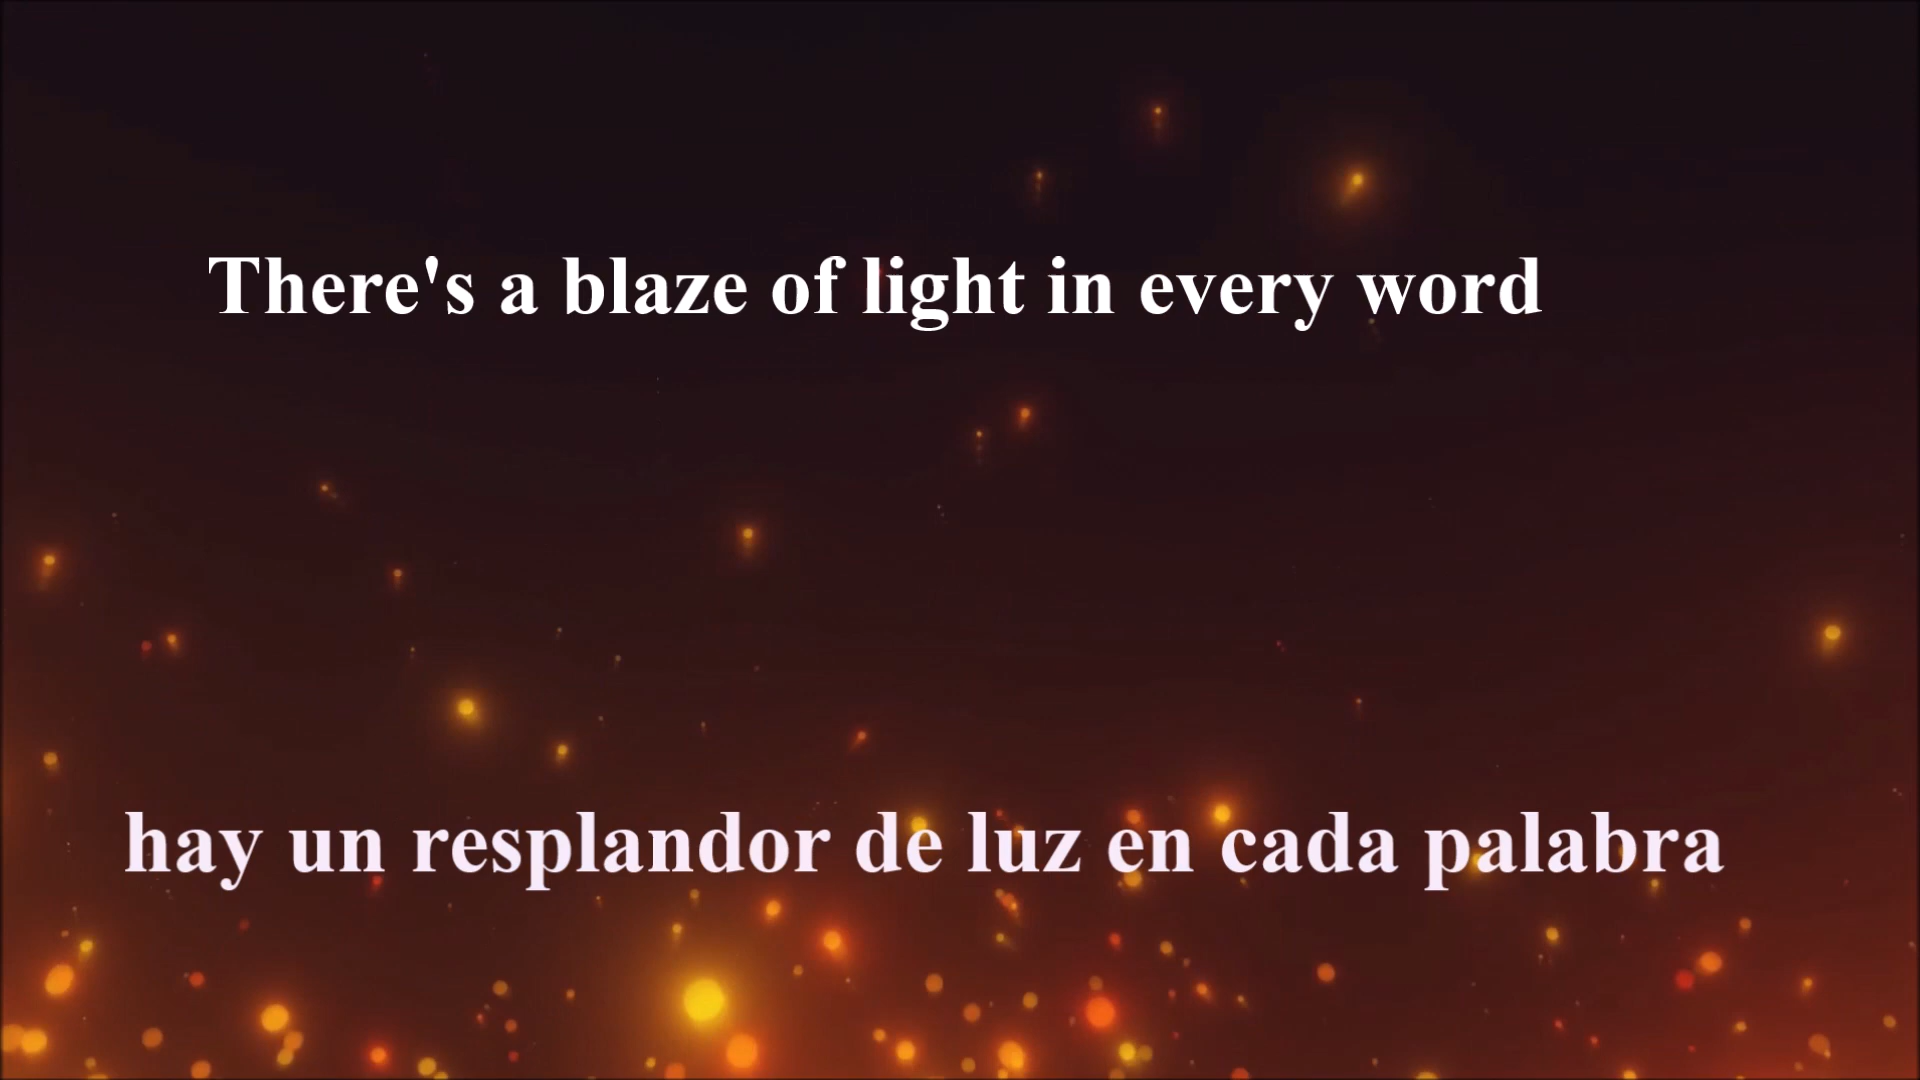 There's a blaze of light in every word
hay un resplandor de luz en cada palabra